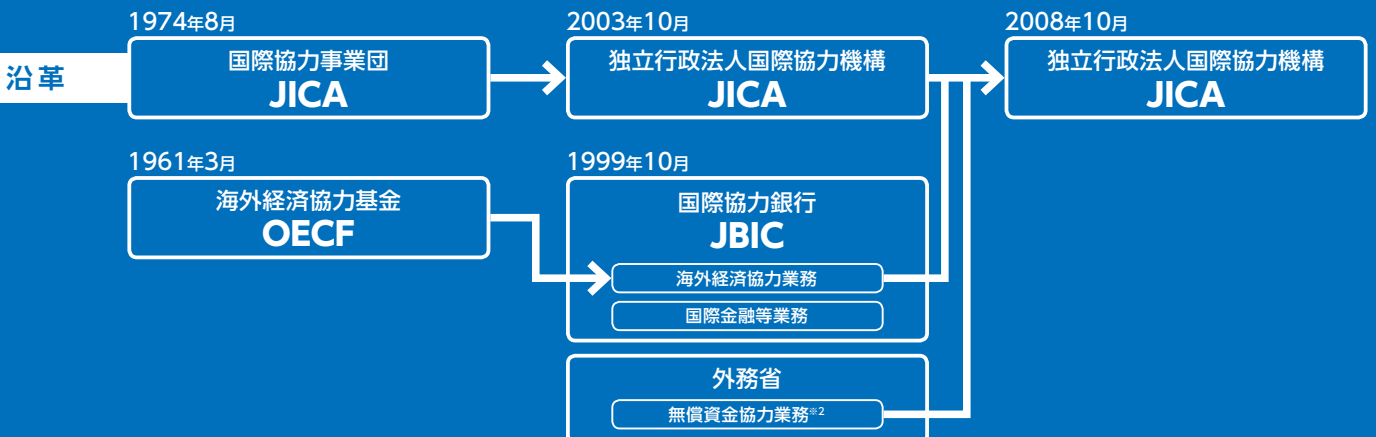 沿革
1974年8月
国際協力事業団
JICA
2003年10月
独立行政法人国際協力機構
JICA
2008年10月
独立行政法人国際協力機構
JICA
1961年3月
海外経済協力基金
OECF
1999年10月
国際協力銀行
JBIC
海外経済協力業務
国際金融等業務
外務省
無償資金協力業務※2